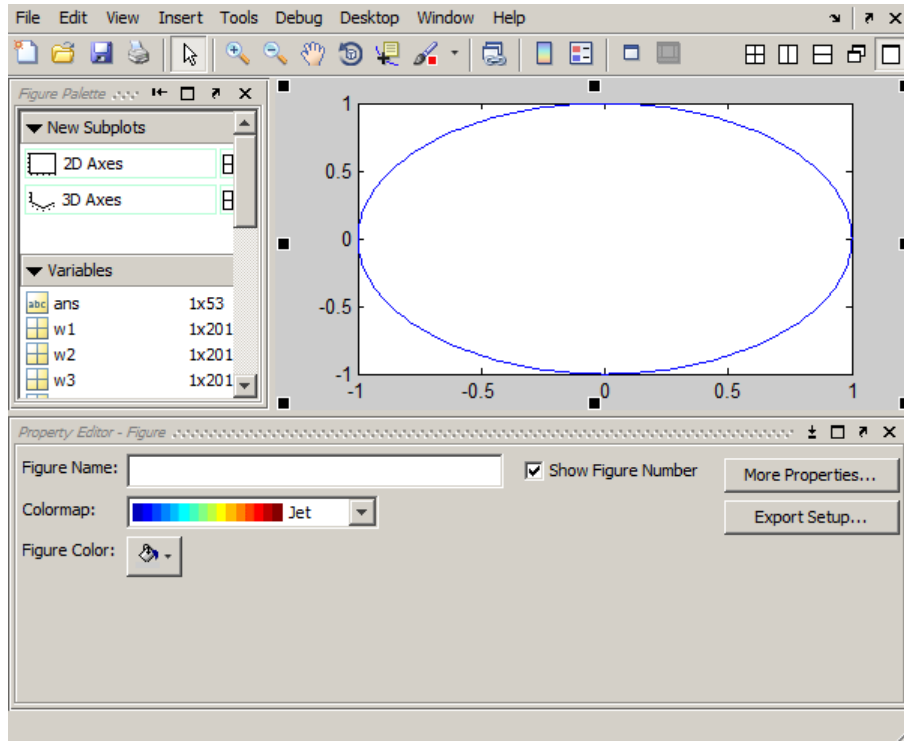 File Edit View Insert Tools Debug Desktop Window Help
Figure Palette
New Subplots
2D Axes
3D Axes
Variables
abc ans 1x53
w1 1x201
w2 1x201
w3 1x201
1
0.5
0
-0.5
-1
-1 -0.5 0 0.5 1
Property Editor - Figure
Figure Name:
Show Figure Number
More Properties...
Colormap:
Jet
Export Setup...
Figure Color: